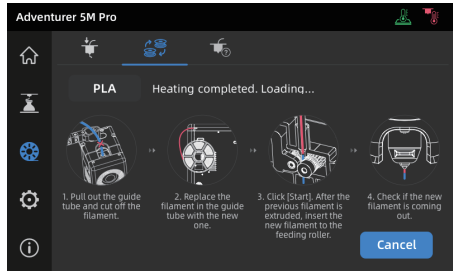 Adventurer 5M Pro
PLA
Heating completed. Loading...
1. Pull out the guide
tube and cut off the
filament.
2. Replace the
filament in the guide
tube with the new
one.
3. Click [Start]. After the
previous filament is
extruded, insert the
new filament to the
feeding roller.
4. Check if the new
filament is coming
out.
Cancel